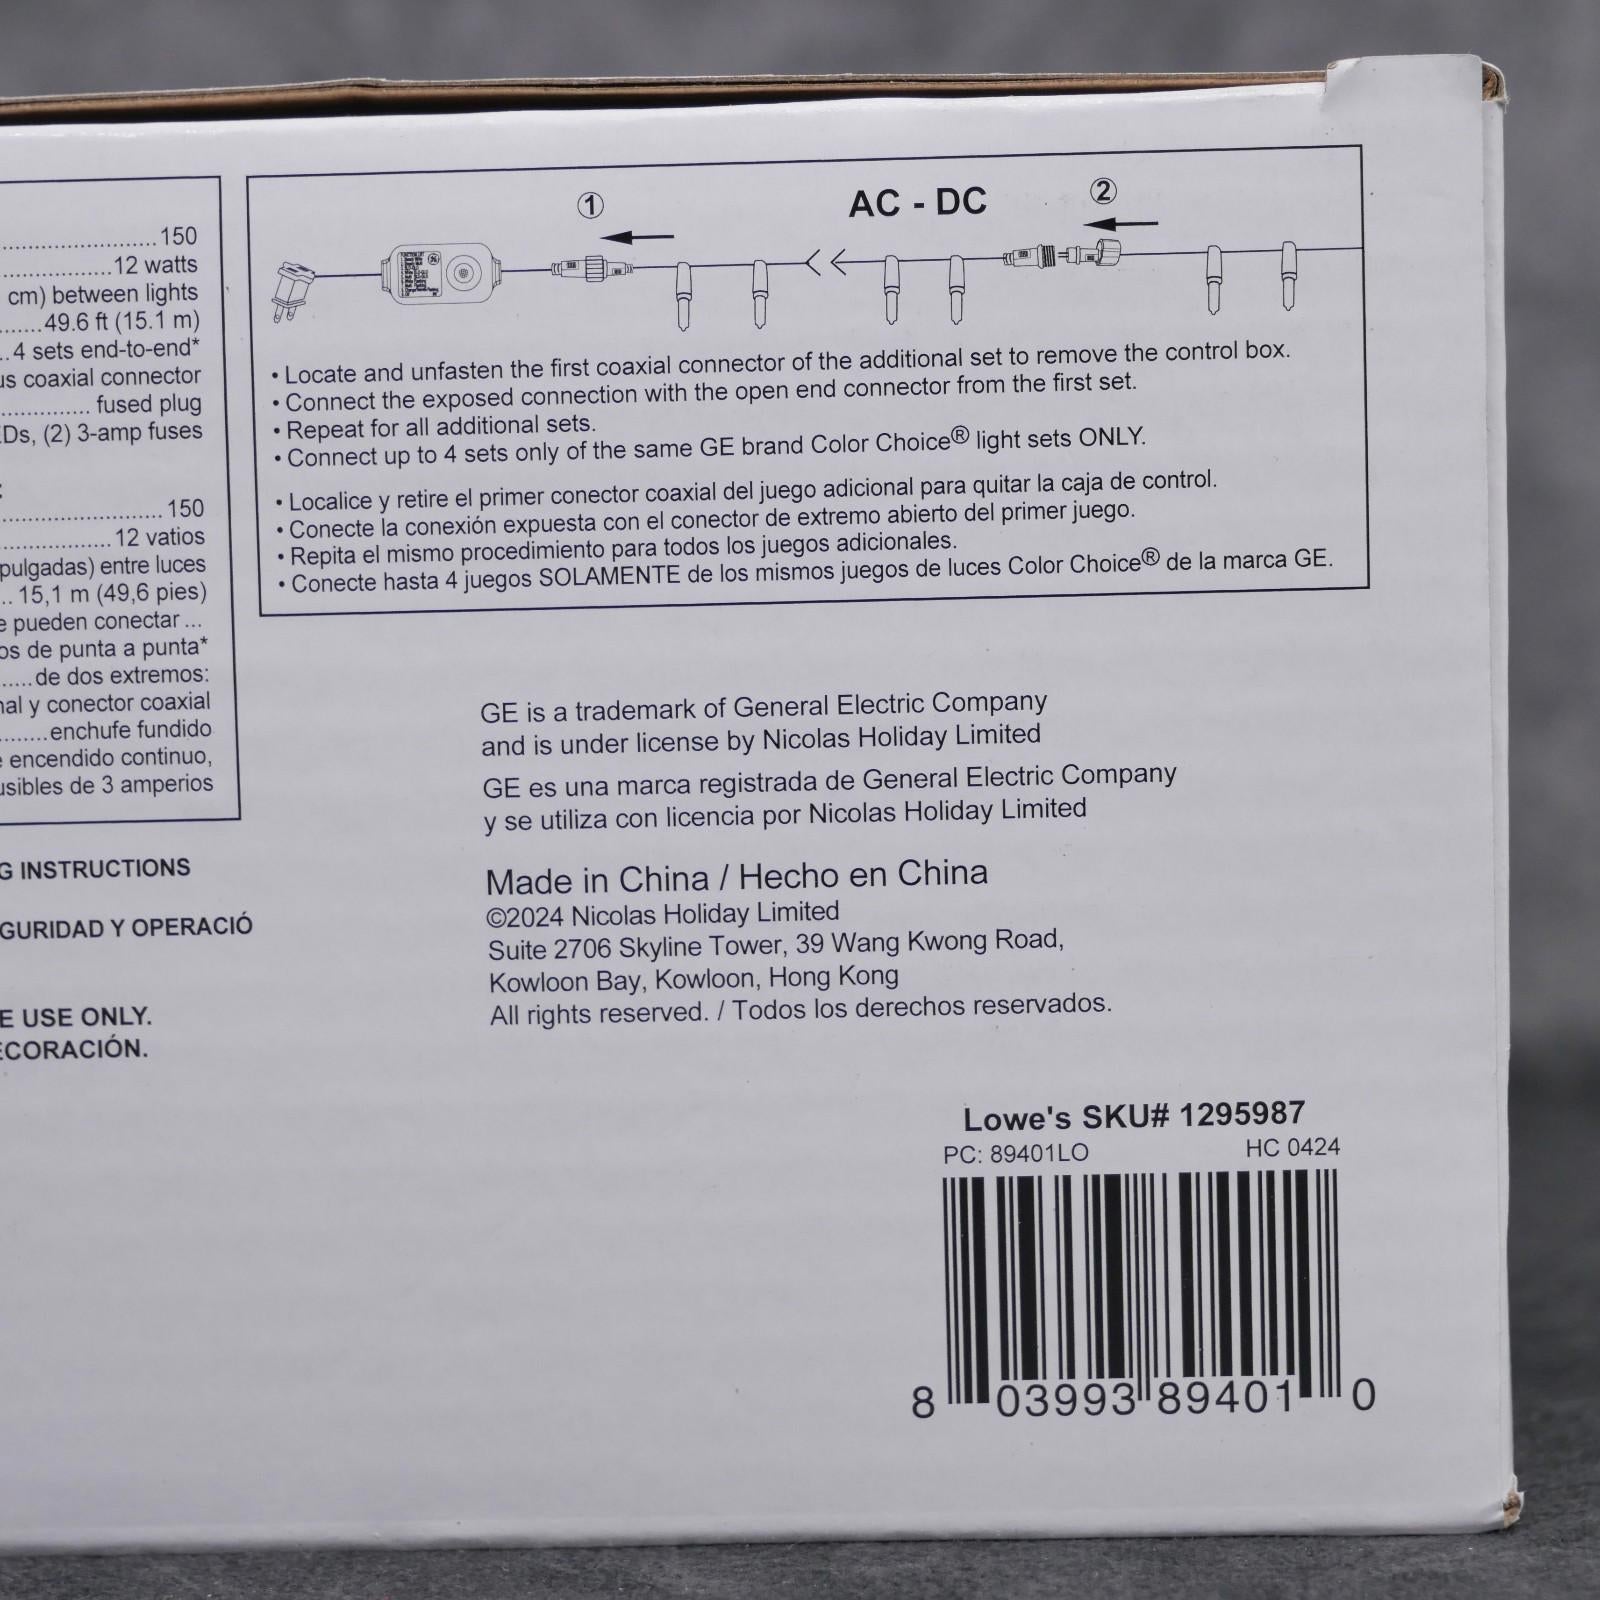 ..........................150
..................12 watts
cm) between lights
......49.6 ft (15.1 m)
..4 sets end-to-end*
us coaxial connector
.............. fused plug
EDs, (2) 3-amp fuses
:
..........................150
..................12 vatios
pulgadas) entre luces
.. 15,1 m (49,6 pies)
e pueden conectar ...
os de punta a punta*
......de dos extremos:
nal y conector coaxial
........enchufe fundido
e encendido continuo,
usibles de 3 amperios
G INSTRUCTIONS
GURIDAD Y OPERACIÓ
E USE ONLY.
ECORACIÓN.
1
AC - DC
2
• Locate and unfasten the first coaxial connector of the additional set to remove the control box.
• Connect the exposed connection with the open end connector from the first set.
• Repeat for all additional sets.
• Connect up to 4 sets only of the same GE brand Color Choice® light sets ONLY.
• Localice y retire el primer conector coaxial del juego adicional para quitar la caja de control.
• Conecte la conexión expuesta con el conector de extremo abierto del primer juego.
• Repita el mismo procedimiento para todos los juegos adicionales.
• Conecte hasta 4 juegos SOLAMENTE de los mismos juegos de luces Color Choice® de la marca GE.
GE is a trademark of General Electric Company
and is under license by Nicolas Holiday Limited
GE es una marca registrada de General Electric Company
y se utiliza con licencia por Nicolas Holiday Limited
Made in China / Hecho en China
©2024 Nicolas Holiday Limited
Suite 2706 Skyline Tower, 39 Wang Kwong Road,
Kowloon Bay, Kowloon, Hong Kong
All rights reserved. / Todos los derechos reservados.
Lowe's SKU# 1295987
PC: 89401LO HC 0424
8 03993 89401 0